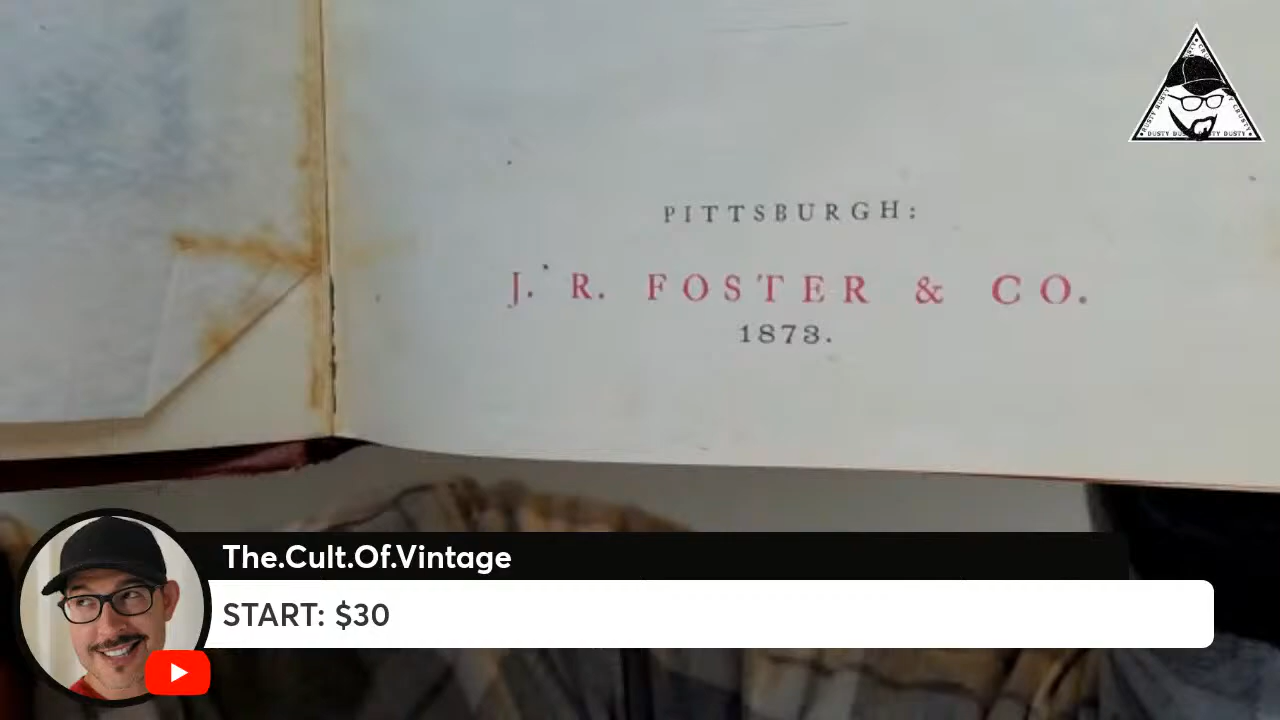 PITTSBURGH:
J. R. FOSTER & CO.
1873.
The.Cult.Of.Vintage
START: $30